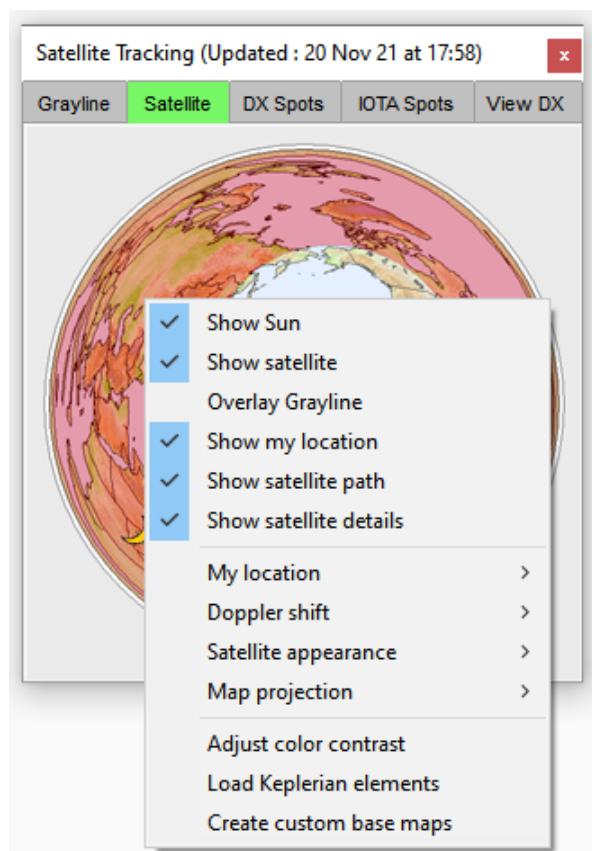 Satellite Tracking (Updated : 20 Nov 21 at 17:58)
x
Grayline Satellite DX Spots IOTA Spots View DX
Show Sun
Show satellite
Overlay Grayline
Show my location
Show satellite path
Show satellite details
My location
Doppler shift
Satellite appearance
Map projection
Adjust color contrast
Load Keplerian elements
Create custom base maps